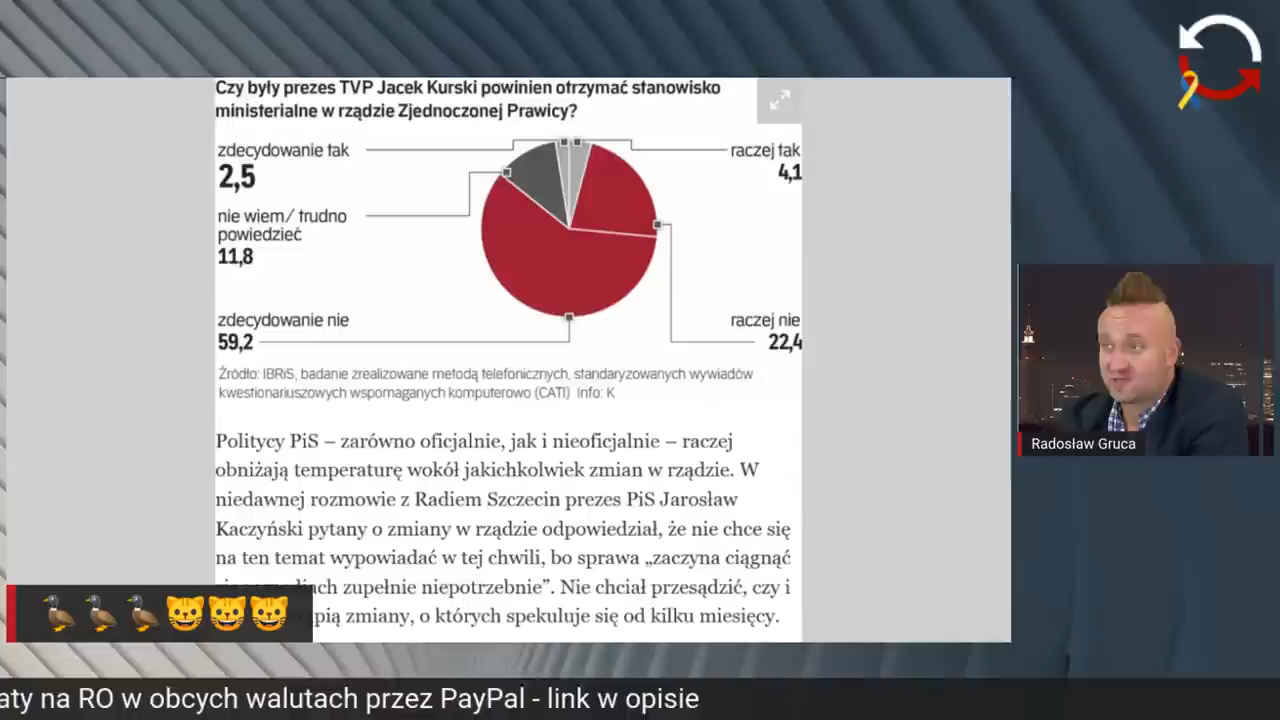 Czy były prezes TVP Jacek Kurski powinien otrzymać stanowisko
ministerialne w rządzie Zjednoczonej Prawicy?
zdecydowanie tak
2,5
raczej tak
4,1
nie wiem/ trudno
powiedzieć
11,8
zdecydowanie nie
59,2
raczej nie
22,4
Źródło: IBRiS, badanie zrealizowane metodą telefonicznych, standaryzowanych wywiadów
kwestionariuszowych wspomaganych komputerowo (CATI) Info: K
Politycy PiS – zarówno oficjalnie, jak i nieoficjalnie – raczej
obniżają temperaturę wokół jakichkolwiek zmian w rządzie. W
niedawnej rozmowie z Radiem Szczecin prezes PiS Jarosław
Kaczyński pytany o zmiany w rządzie odpowiedział, że nie chce się
na ten temat wypowiadać w tej chwili, bo sprawa „zaczyna ciągnąć
zupełnie niepotrzebnie”. Nie chciał przesądzić, czy i
zmiany, o których spekuluje się od kilku miesięcy.
Radosław Gruca
aty na RO w obcych walutach przez PayPal - link w opisie